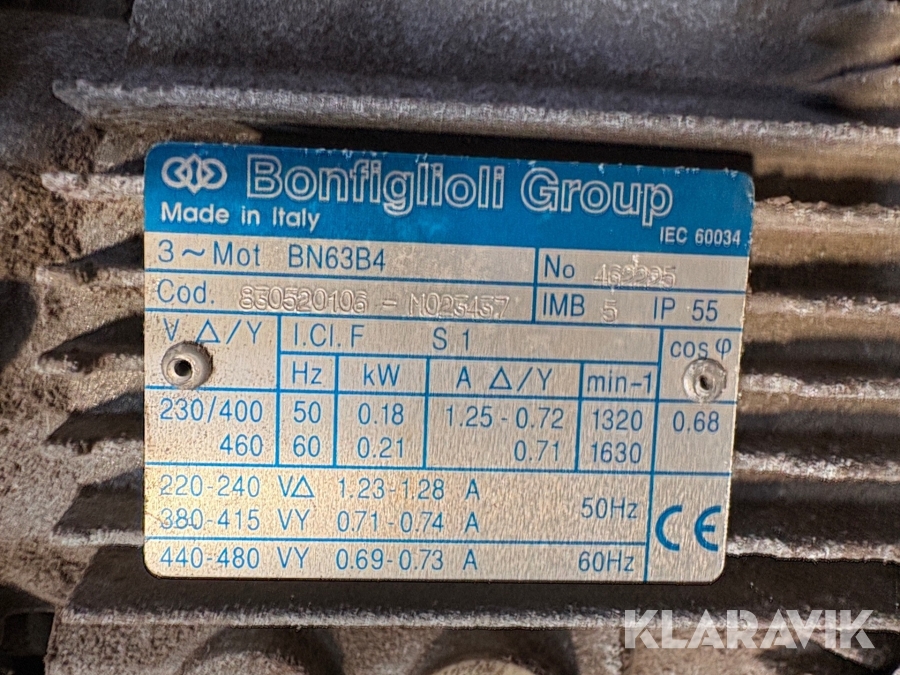 Bonfiglioli Group
Made in Italy
IEC 60034
3~Mot BN63B4
No 462295
Cod. 830520106 - M023437
IMB 5 IP 55
V Δ/Y
I.Cl. F S 1
cos φ
Hz kW A Δ/Y min-1
230/400 50 0.18 1.25-0.72 1320 0.68
460 60 0.21 0.71 1630
220-240 VΔ 1.23-1.28 A
50Hz
380-415 VY 0.71-0.74 A
CE
440-480 VY 0.69-0.73 A 60Hz
KLARAVIK